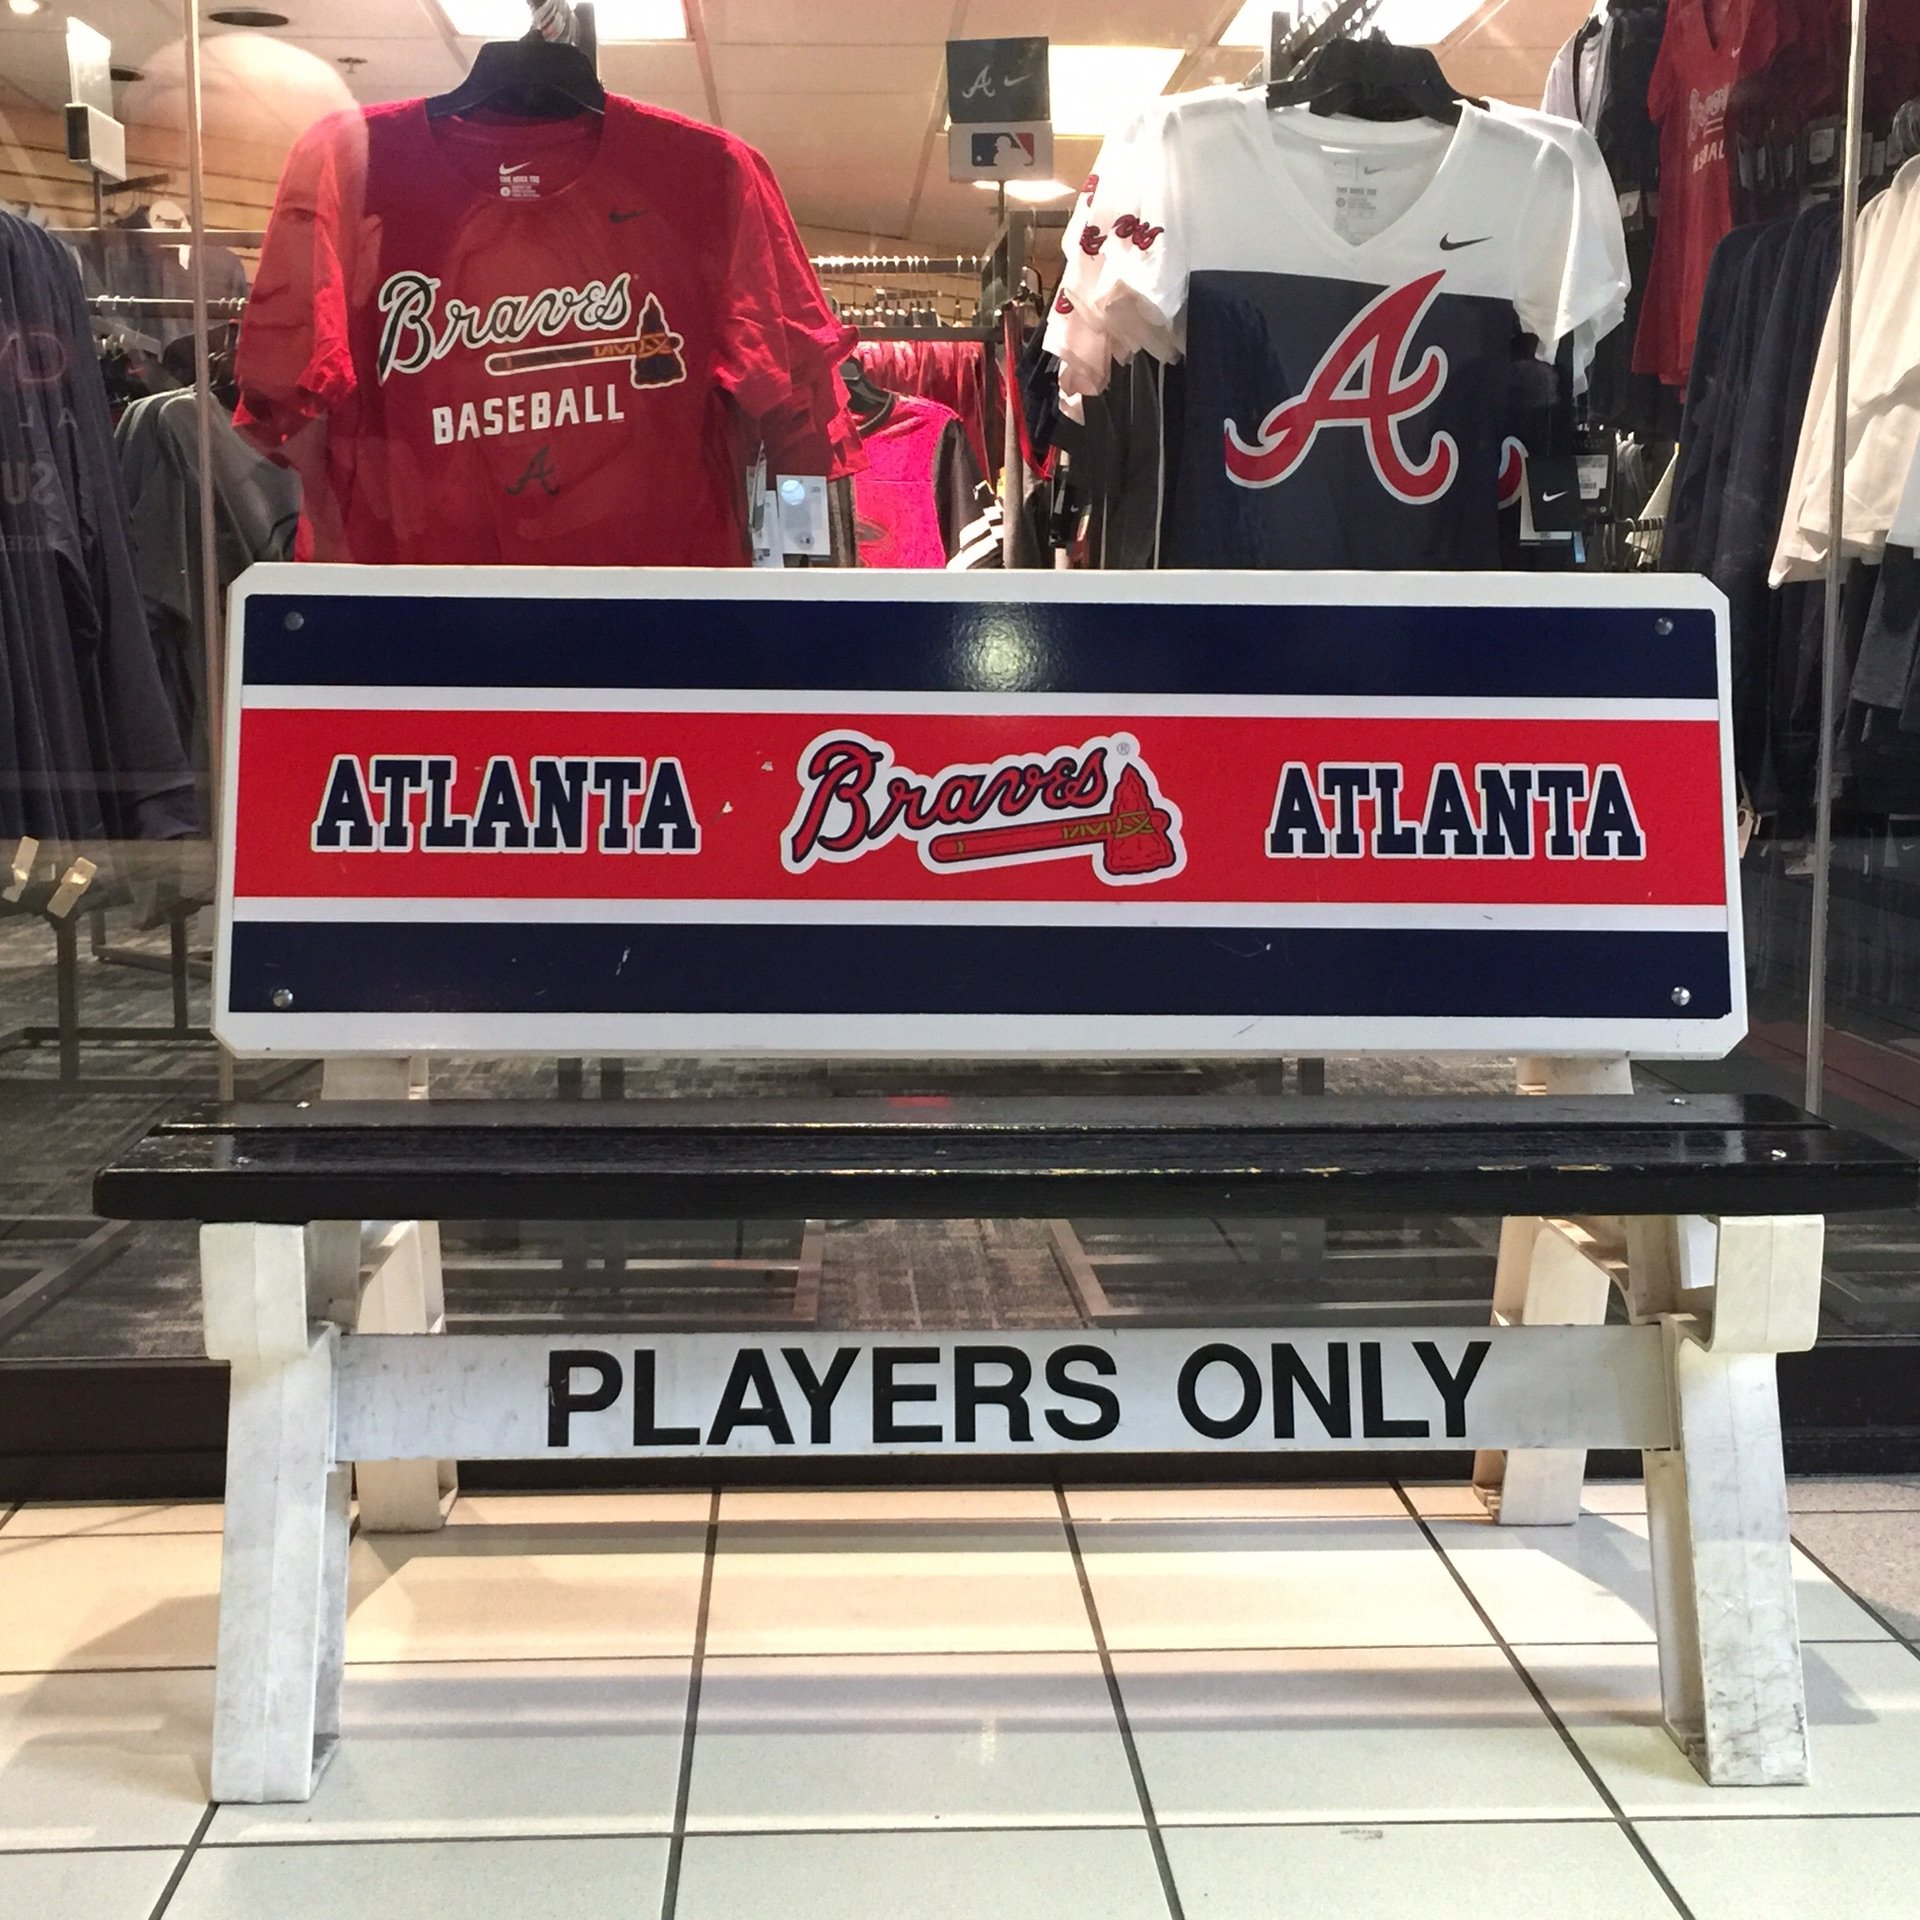 A
Braves
BASEBALL
A
A
ATLANTA Braves® ATLANTA
PLAYERS ONLY